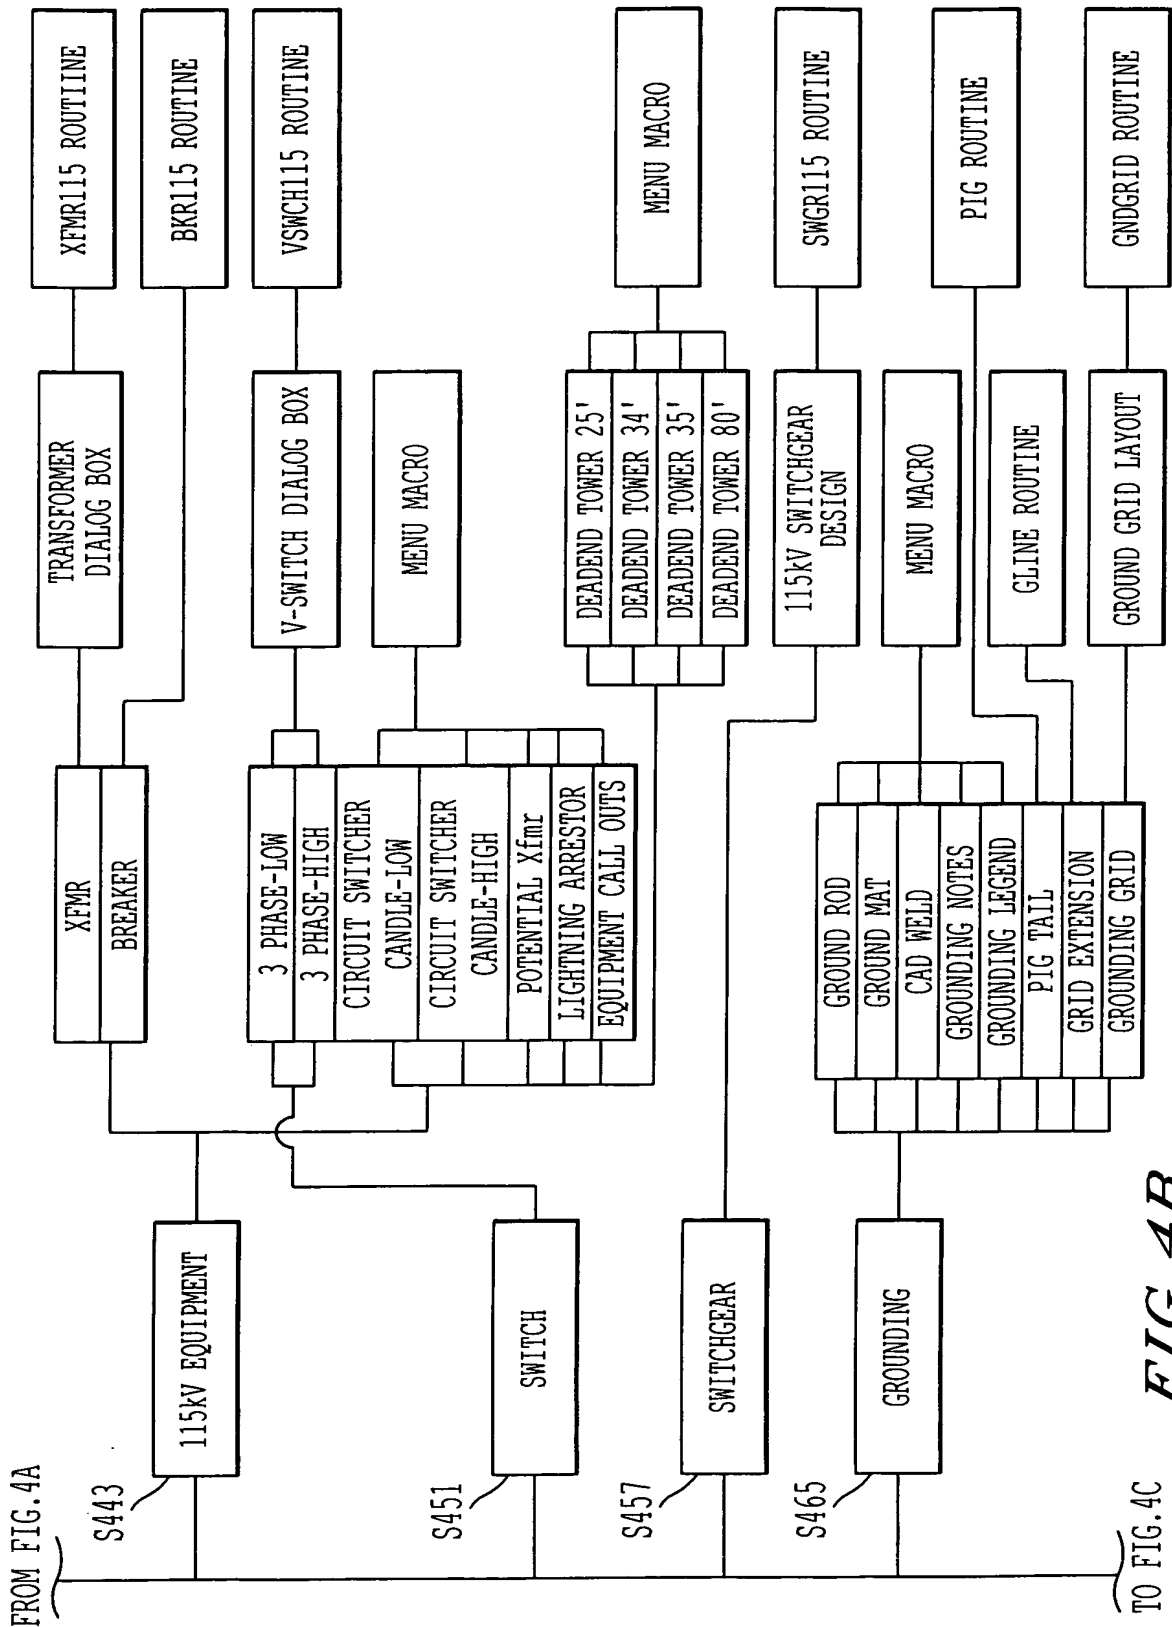 FROM FIG.4A
S443
115kV EQUIPMENT
XFMR
BREAKER
TRANSFORMER
DIALOG BOX
XFMR115 ROUTIINE
BKR115 ROUTINE
S451
SWITCH
3 PHASE-LOW
3 PHASE-HIGH
CIRCUIT SWITCHER
CANDLE-LOW
CIRCUIT SWITCHER
CANDLE-HIGH
POTENTIAL Xfmr
LIGHTNING ARRESTOR
EQUIPMENT CALL OUTS
V-SWITCH DIALOG BOX
VSWCH115 ROUTINE
MENU MACRO
DEADEND TOWER 25'
DEADEND TOWER 34'
DEADEND TOWER 35'
DEADEND TOWER 80'
MENU MACRO
S457
SWITCHGEAR
115kV SWITCHGEAR
DESIGN
SWGR115 ROUTINE
S465
GROUNDING
GROUND ROD
GROUND MAT
CAD WELD
GROUNDING NOTES
GROUNDING LEGEND
PIG TAIL
GRID EXTENSION
GROUNDING GRID
MENU MACRO
PIG ROUTINE
GLINE ROUTINE
GROUND GRID LAYOUT
GNDGRID ROUTINE
TO FIG.4C
FIG. 4B